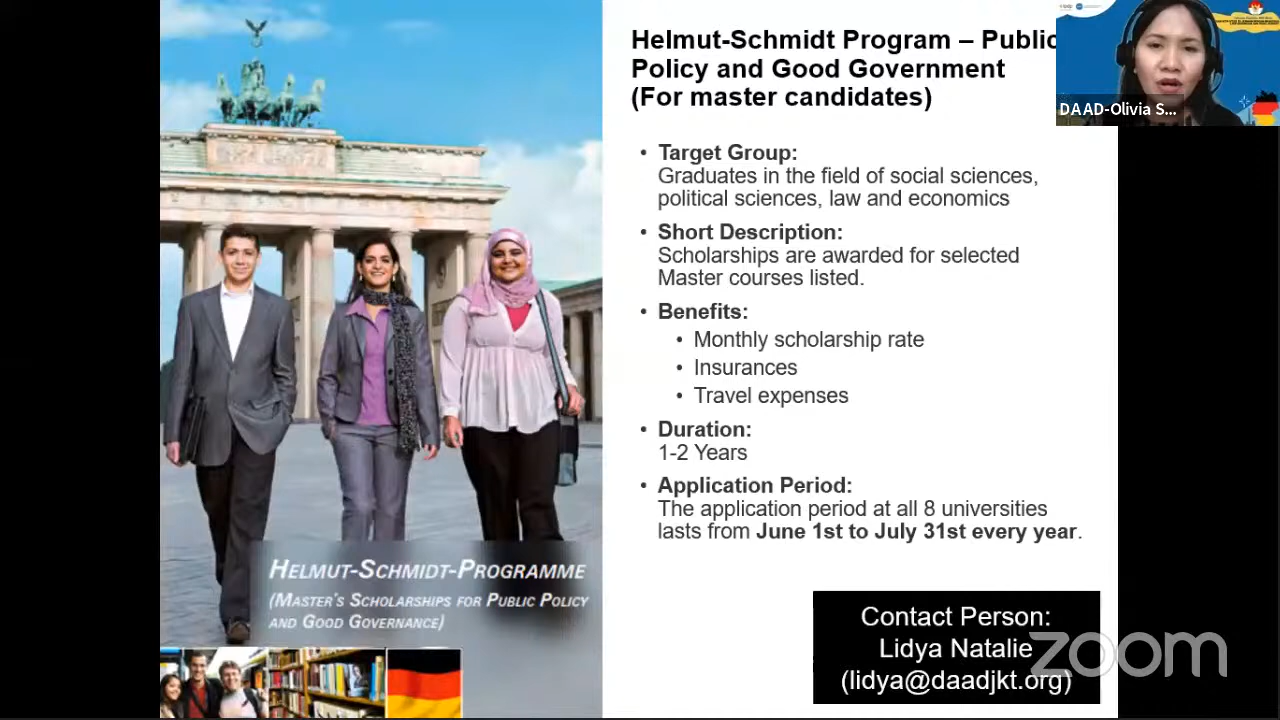 Helmut-Schmidt Program – Public
Policy and Good Government
(For master candidates)
DAAD-Olivia S...
• Target Group:
Graduates in the field of social sciences,
political sciences, law and economics
• Short Description:
Scholarships are awarded for selected
Master courses listed.
• Benefits:
• Monthly scholarship rate
• Insurances
• Travel expenses
• Duration:
1-2 Years
• Application Period:
The application period at all 8 universities
lasts from June 1st to July 31st every year.
HELMUT-SCHMIDT-PROGRAMME
(MASTER'S SCHOLARSHIPS FOR PUBLIC POLICY
AND GOOD GOVERNANCE)
Contact Person:
Lidya Natalie
(lidya@daadjkt.org)
zoom